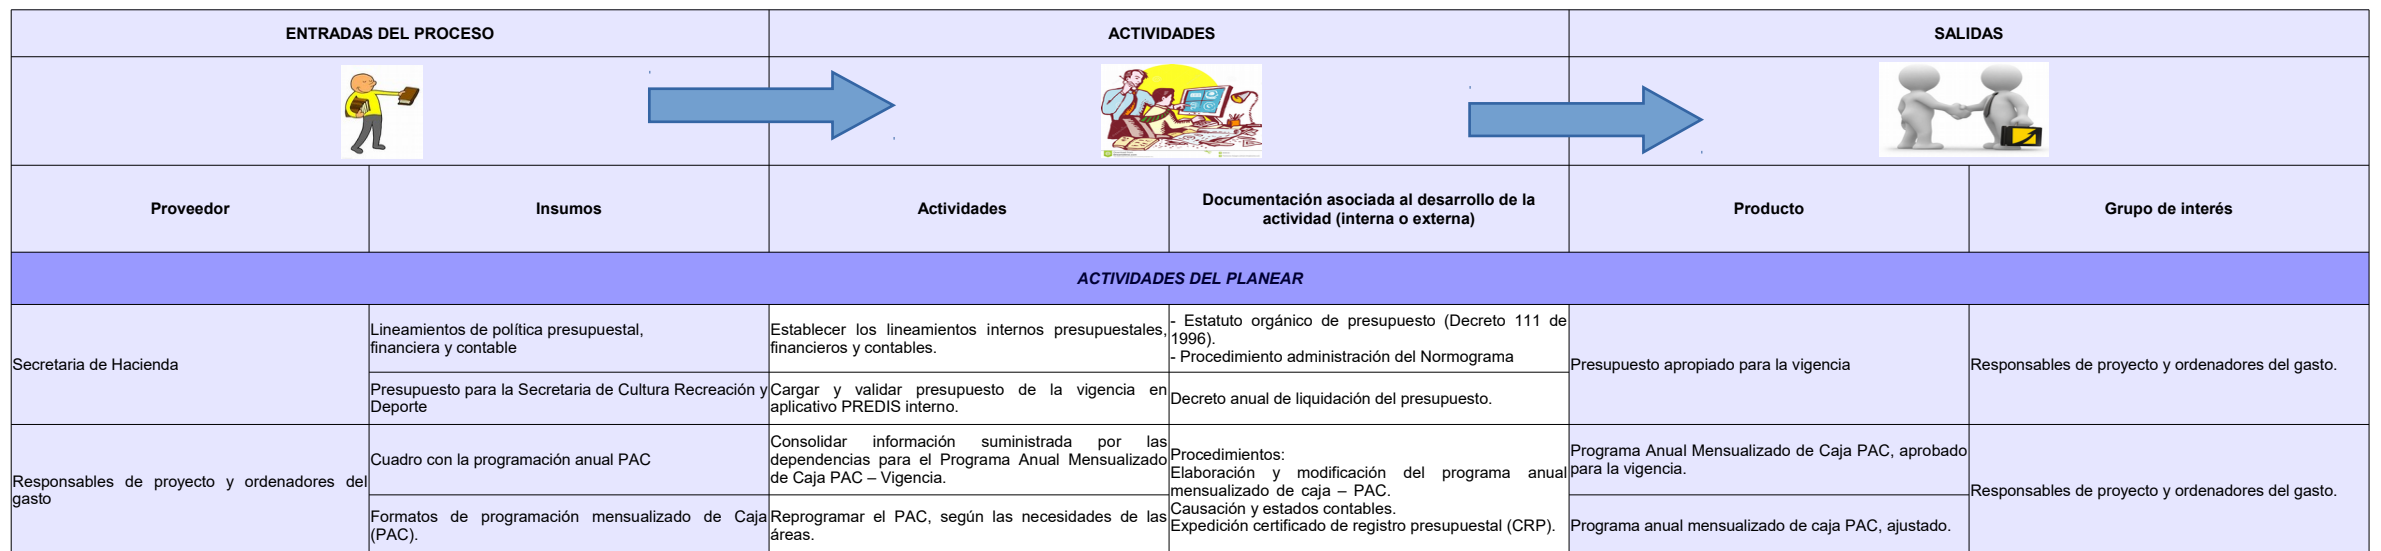 ENTRADAS DEL PROCESO
ACTIVIDADES
SALIDAS
Proveedor
Insumos
Actividades
Documentación asociada al desarrollo de la
actividad (interna o externa)
Producto
Grupo de interés
ACTIVIDADES DEL PLANEAR
Secretaria de Hacienda
Lineamientos de política presupuestal,
financiera y contable
Establecer los lineamientos internos presupuestales,
financieros y contables.
- Estatuto orgánico de presupuesto (Decreto 111 de
1996).
- Procedimiento administración del Normograma
Presupuesto apropiado para la vigencia
Responsables de proyecto y ordenadores del gasto.
Presupuesto para la Secretaria de Cultura Recreación y
Deporte
Cargar y validar presupuesto de la vigencia en
aplicativo PREDIS interno.
Decreto anual de liquidación del presupuesto.
Responsables de proyecto y ordenadores del
gasto
Cuadro con la programación anual PAC
Consolidar información suministrada por las
dependencias para el Programa Anual Mensualizado
de Caja PAC – Vigencia.
Procedimientos:
Elaboración y modificación del programa anual
mensualizado de caja – PAC.
Causación y estados contables.
Expedición certificado de registro presupuestal (CRP).
Programa Anual Mensualizado de Caja PAC, aprobado
para la vigencia.
Responsables de proyecto y ordenadores del gasto.
Formatos de programación mensualizado de Caja
(PAC).
Reprogramar el PAC, según las necesidades de las
áreas.
Programa anual mensualizado de caja PAC, ajustado.